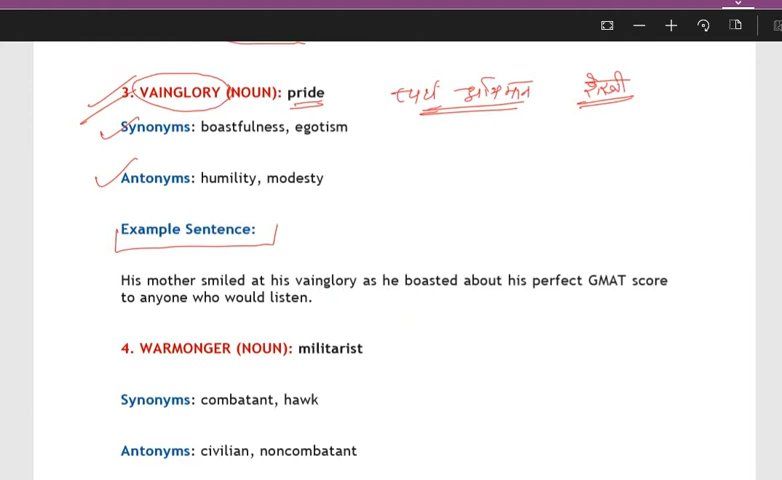 3. VAINGLORY (NOUN): pride व्यर्थ अभिमान शेखी
Synonyms: boastfulness, egotism
Antonyms: humility, modesty
Example Sentence:
His mother smiled at his vainglory as he boasted about his perfect GMAT score
to anyone who would listen.
4. WARMONGER (NOUN): militarist
Synonyms: combatant, hawk
Antonyms: civilian, noncombatant